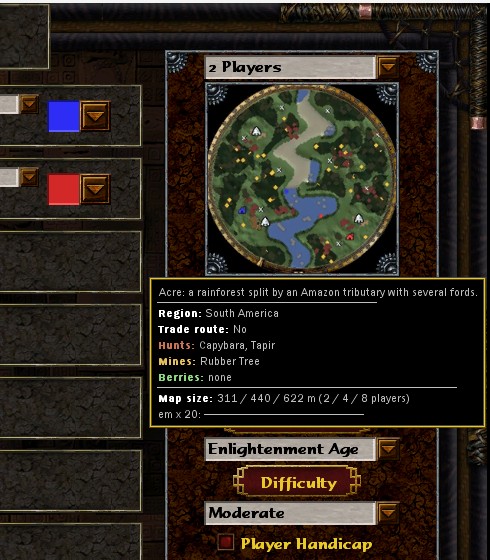 2 Players
Acre: a rainforest split by an Amazon tributary with several fords.
Region: South America
Trade route: No
Hunts: Capybara, Tapir
Mines: Rubber Tree
Berries: none
Map size: 311 / 440 / 622 m (2 / 4 / 8 players)
em x 20:
Enlightenment Age
Difficulty
Moderate
Player Handicap